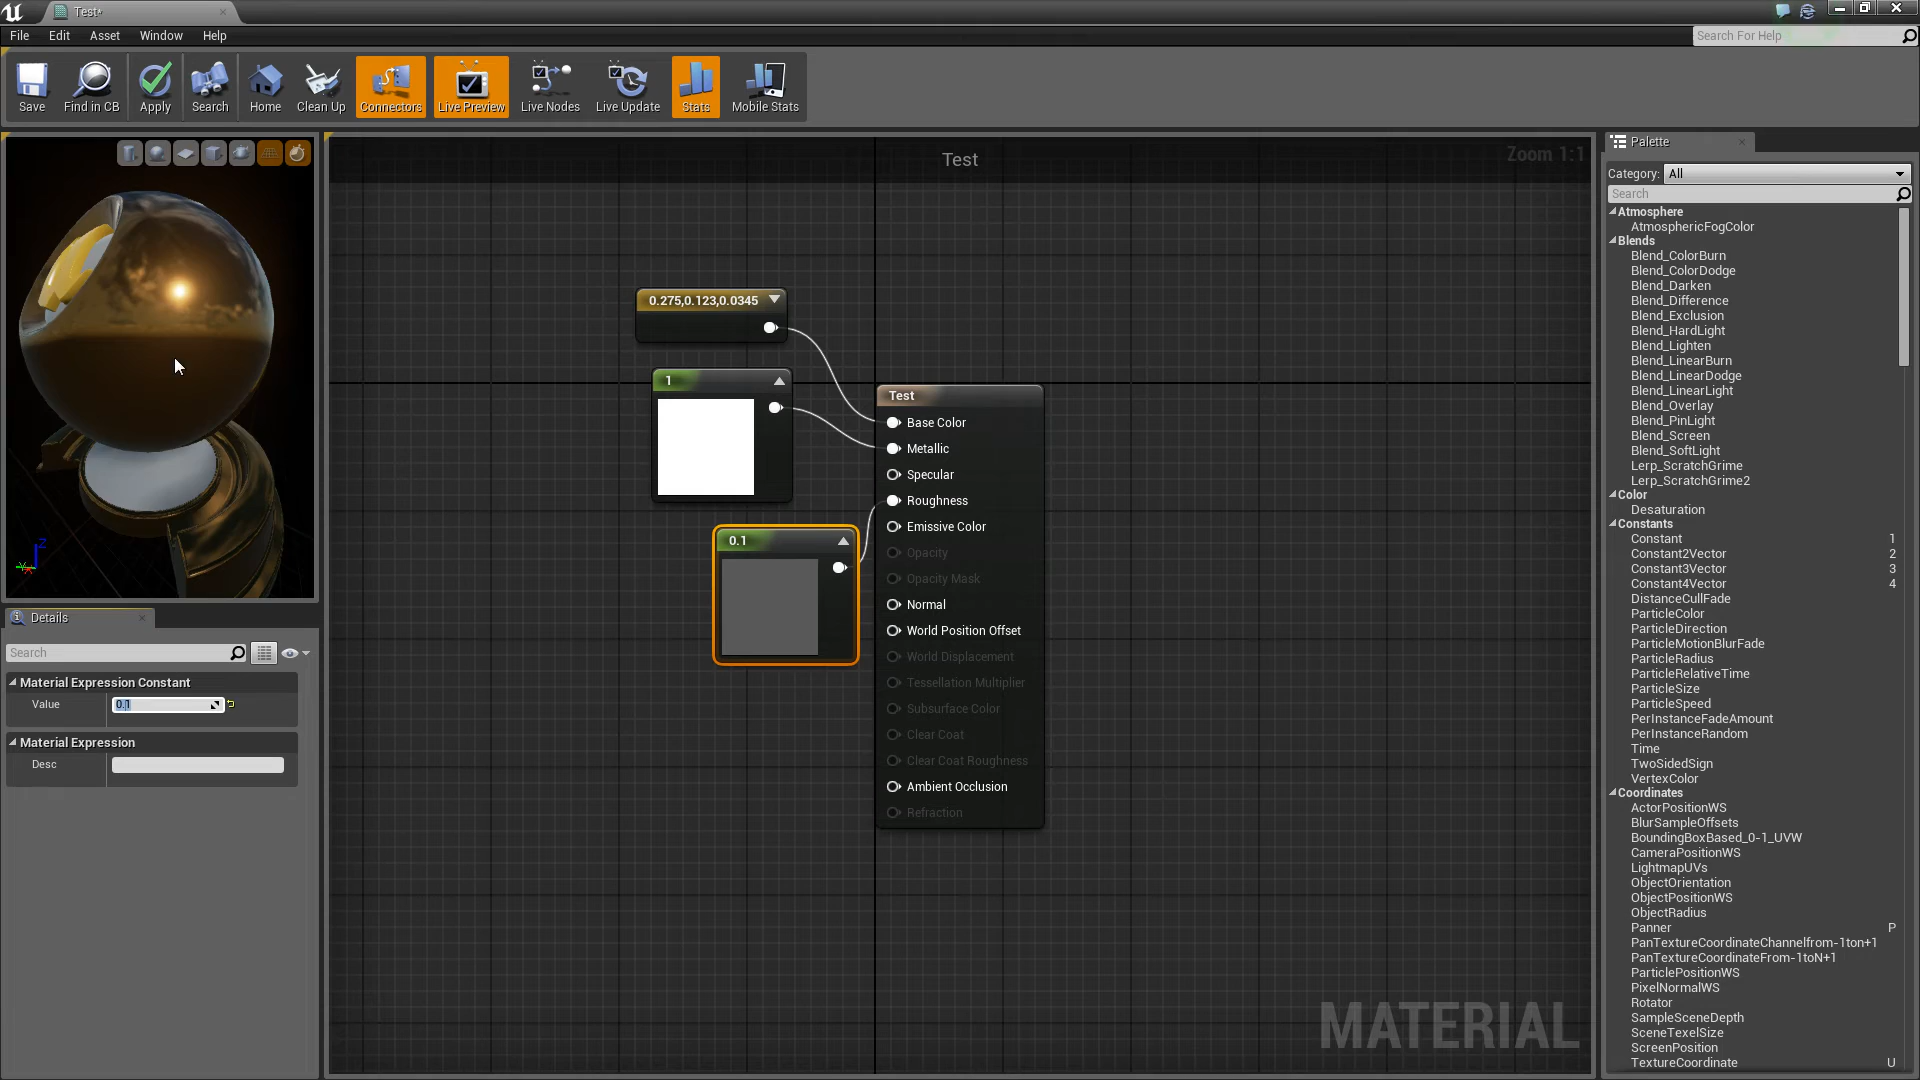 Test*
File Edit Asset Window Help
Search For Help
Save Find in CB Apply Search Home Clean Up Connectors Live Preview Live Nodes Live Update Stats Mobile Stats
Test
Zoom 1:1
0.275,0.123,0.0345
1
0.1
Test
Base Color
Metallic
Specular
Roughness
Emissive Color
Opacity
Opacity Mask
Normal
World Position Offset
World Displacement
Tessellation Multiplier
Subsurface Color
Clear Coat
Clear Coat Roughness
Ambient Occlusion
Refraction
MATERIAL
Z
Y
X
Details
Search
Material Expression Constant
Value 0.1
Material Expression
Desc
Palette
Category: All
Search
Atmosphere
AtmosphericFogColor
Blends
Blend_ColorBurn
Blend_ColorDodge
Blend_Darken
Blend_Difference
Blend_Exclusion
Blend_HardLight
Blend_Lighten
Blend_LinearBurn
Blend_LinearDodge
Blend_LinearLight
Blend_Overlay
Blend_PinLight
Blend_Screen
Blend_SoftLight
Lerp_ScratchGrime
Lerp_ScratchGrime2
Color
Desaturation
Constants
Constant 1
Constant2Vector 2
Constant3Vector 3
Constant4Vector 4
DistanceCullFade
ParticleColor
ParticleDirection
ParticleMotionBlurFade
ParticleRadius
ParticleRelativeTime
ParticleSize
ParticleSpeed
PerInstanceFadeAmount
PerInstanceRandom
Time
TwoSidedSign
VertexColor
Coordinates
ActorPositionWS
BlurSampleOffsets
BoundingBoxBased_0-1_UVW
CameraPositionWS
LightmapUVs
ObjectOrientation
ObjectPositionWS
ObjectRadius
Panner P
PanTextureCoordinateChannelfrom-1ton+1
PanTextureCoordinateFrom-1toN+1
ParticlePositionWS
PixelNormalWS
Rotator
SampleSceneDepth
SceneTexelSize
ScreenPosition
TextureCoordinate U